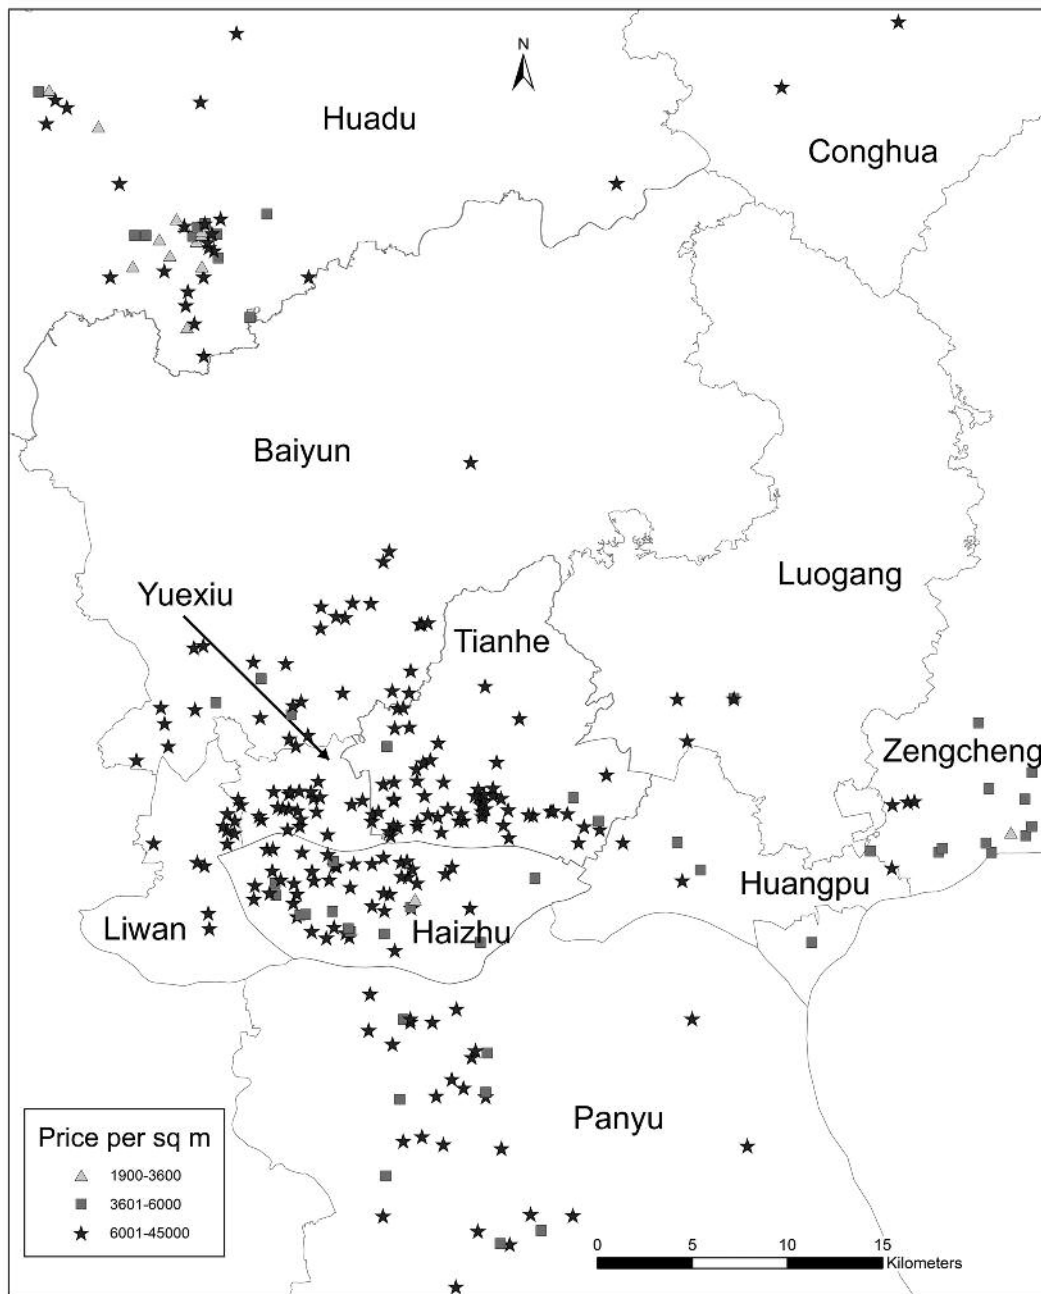 N
Huadu
Conghua
Baiyun
Luogang
Yuexiu
Tianhe
Zengcheng
Huangpu
Liwan
Haizhu
Panyu
Price per sq m
1900-3600
3601-6000
6001-45000
0 5 10 15
Kilometers